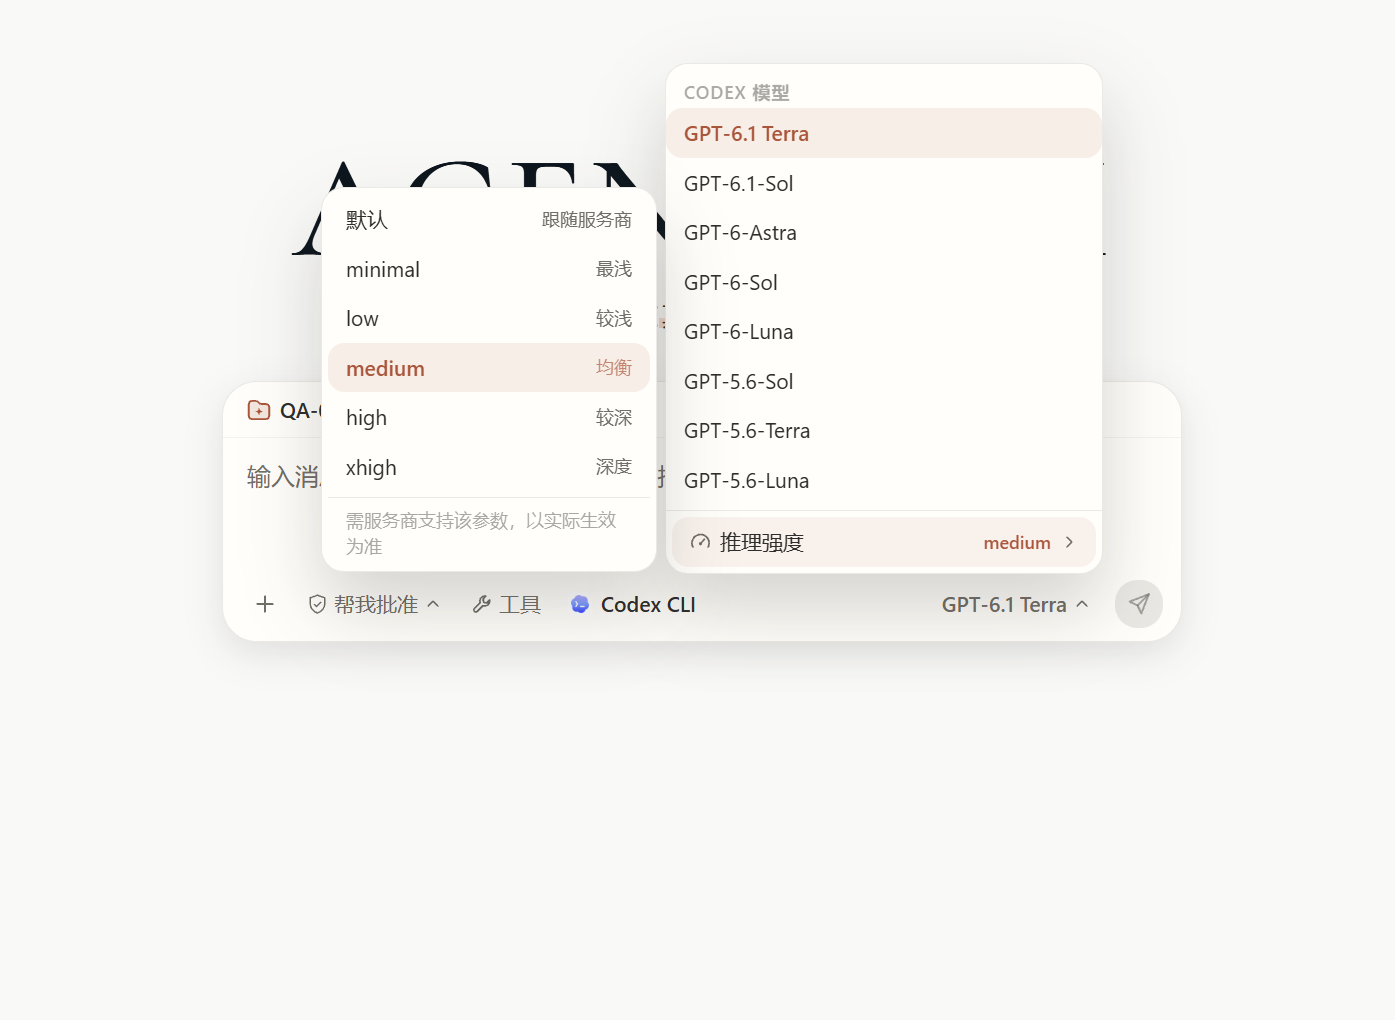 CODEX 模型
GPT-6.1 Terra
GPT-6.1-Sol
GPT-6-Astra
GPT-6-Sol
GPT-6-Luna
GPT-5.6-Sol
GPT-5.6-Terra
GPT-5.6-Luna
推理强度 medium
默认 跟随服务商
minimal 最浅
low 较浅
medium 均衡
high 较深
xhigh 深度
需服务商支持该参数，以实际生效
为准
输入消
帮我批准 工具 Codex CLI GPT-6.1 Terra